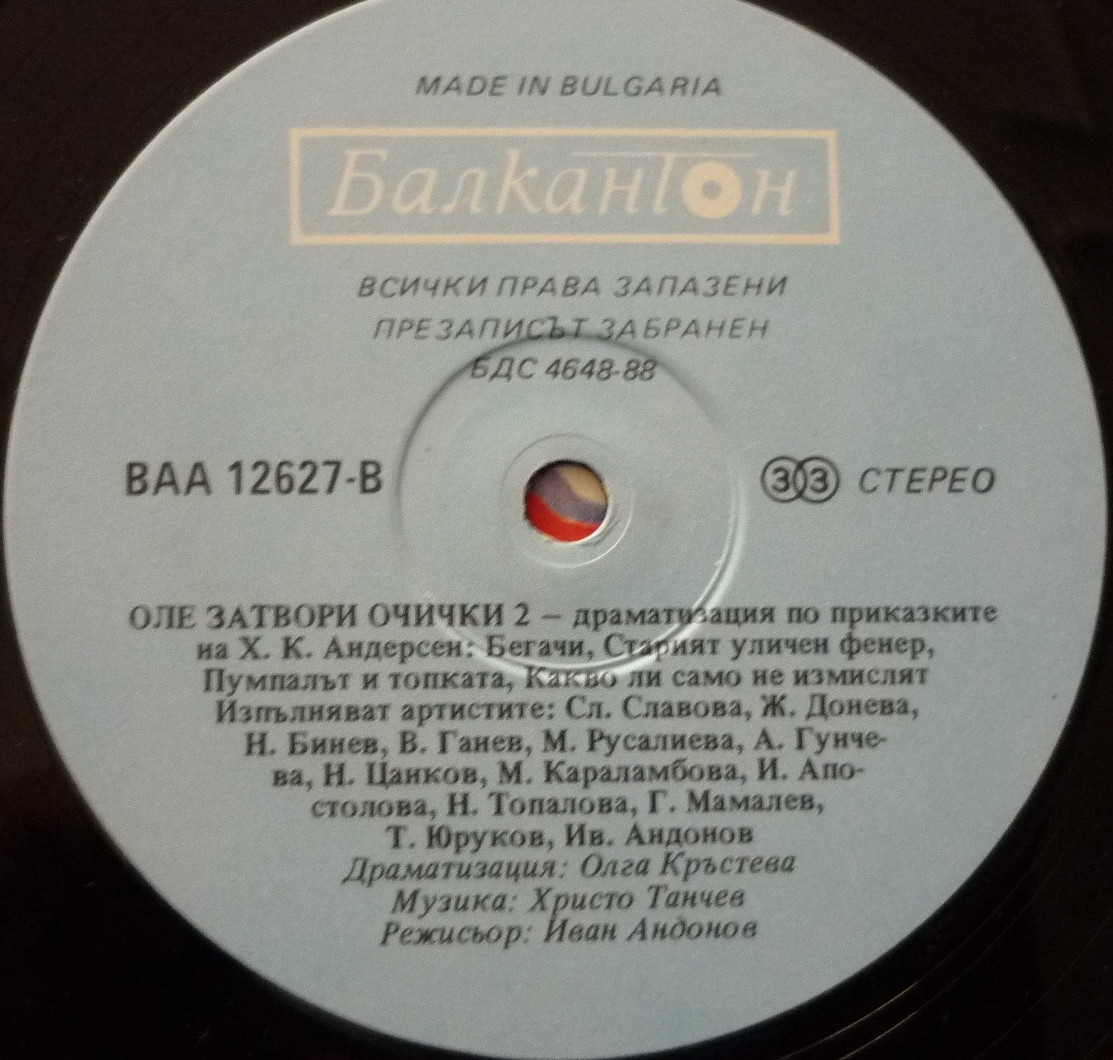 MADE IN BULGARIA
Балкантон
ВСИЧКИ ПРАВА ЗАПАЗЕНИ
ПРЕЗАПИСЪТ ЗАБРАНЕН
БДС 4648-88
ВАА 12627-В 33 СТЕРЕО
ОЛЕ ЗАТВОРИ ОЧИЧКИ 2 – драматизация по приказките
на Х. К. Андерсен: Бегачи, Старият уличен фенер,
Пумпалът и топката, Какво ли само не измислят
Изпълняват артистите: Сл. Славова, Ж. Донева,
Н. Бинев, В. Ганев, М. Русалиева, А. Гунче-
ва, Н. Цанков, М. Караламбова, И. Апо-
столова, Н. Топалова, Г. Мамалев,
Т. Юруков, Ив. Андонов
Драматизация: Олга Кръстева
Музика: Христо Танчев
Режисьор: Иван Андонов